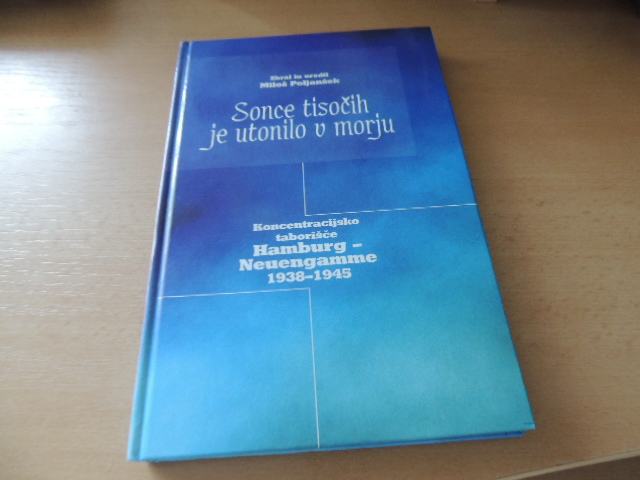 Zbral in uredil
Miloš Poljanšek
Sonce tisočih
je utonilo v morju
Koncentracijsko
taborišče
Hamburg –
Neuengamme
1938–1945